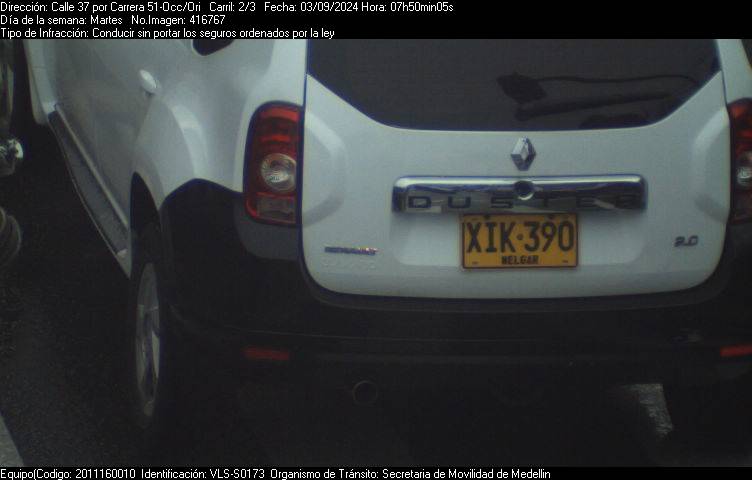 Dirección: Calle 37 por Carrera 51-Occ/Ori Carril: 2/3 Fecha: 03/09/2024 Hora: 07h50min05s
Día de la semana: Martes No.Imagen: 416767
Tipo de Infracción: Conducir sin portar los seguros ordenados por la ley
DUSTER
XIK·390
MELGAR
2.0
Equipo(Codigo: 2011160010 Identificación: VLS-S0173 Organismo de Tránsito: Secretaria de Movilidad de Medellin